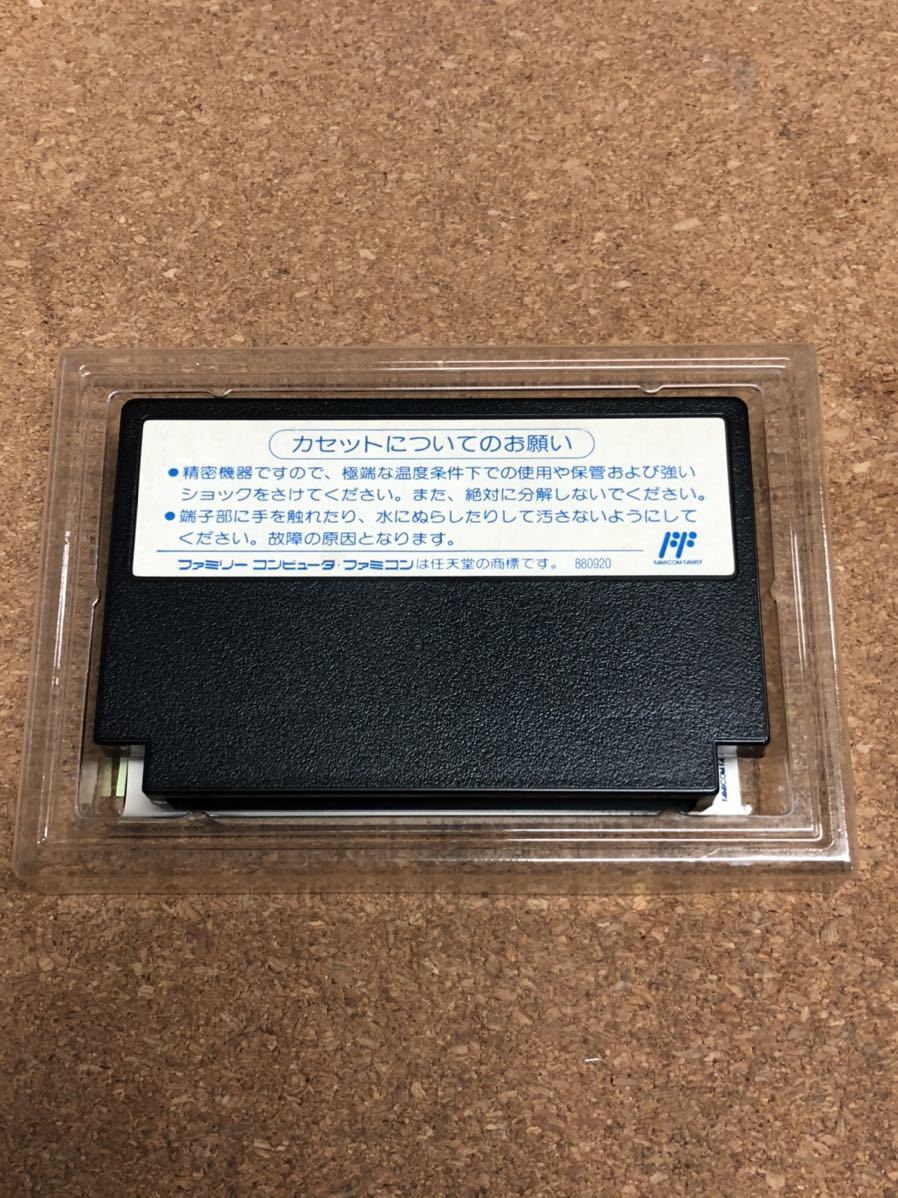 カセットについてのお願い
●精密機器ですので、極端な温度条件下での使用や保管および強い
ショックをさけてください。また、絶対に分解しないでください。
●端子部に手を触れたり、水にぬらしたりして汚さないようにして
ください。故障の原因となります。
FAMICOM FAMILY
ファミリー コンピュータ・ファミコンは任天堂の商標です。 880920
FAMICOM FA